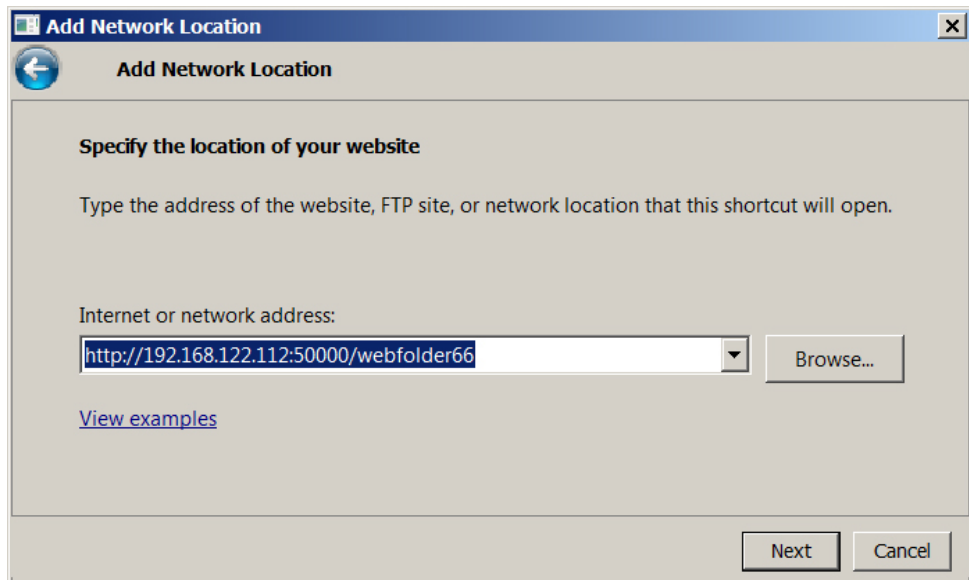 Add Network Location
Add Network Location
Specify the location of your website
Type the address of the website, FTP site, or network location that this shortcut will open.
Internet or network address:
http://192.168.122.112:50000/webfolder66
Browse...
View examples
Next Cancel